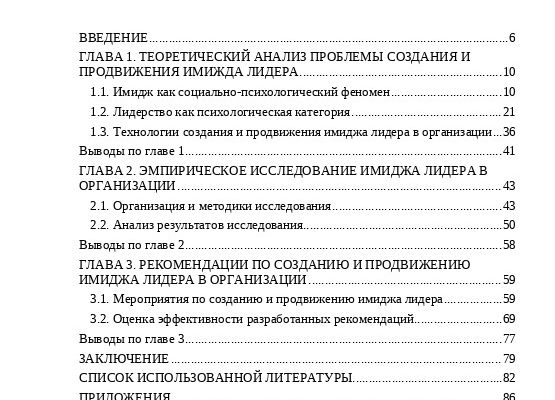 ВВЕДЕНИЕ.....6
ГЛАВА 1. ТЕОРЕТИЧЕСКИЙ АНАЛИЗ ПРОБЛЕМЫ СОЗДАНИЯ И
ПРОДВИЖЕНИЯ ИМИЖДА ЛИДЕРА.....10
1.1. Имидж как социально-психологический феномен.....10
1.2. Лидерство как психологическая категория.....21
1.3. Технологии создания и продвижения имиджа лидера в организации...36
Выводы по главе 1.....41
ГЛАВА 2. ЭМПИРИЧЕСКОЕ ИССЛЕДОВАНИЕ ИМИДЖА ЛИДЕРА В
ОРГАНИЗАЦИИ.....43
2.1. Организация и методики исследования.....43
2.2. Анализ результатов исследования.....50
Выводы по главе 2.....58
ГЛАВА 3. РЕКОМЕНДАЦИИ ПО СОЗДАНИЮ И ПРОДВИЖЕНИЮ
ИМИДЖА ЛИДЕРА В ОРГАНИЗАЦИИ.....59
3.1. Мероприятия по созданию и продвижению имиджа лидера.....59
3.2. Оценка эффективности разработанных рекомендаций.....69
Выводы по главе 3.....77
ЗАКЛЮЧЕНИЕ.....79
СПИСОК ИСПОЛЬЗОВАННОЙ ЛИТЕРАТУРЫ.....82
ПРИЛОЖЕНИЯ.....86